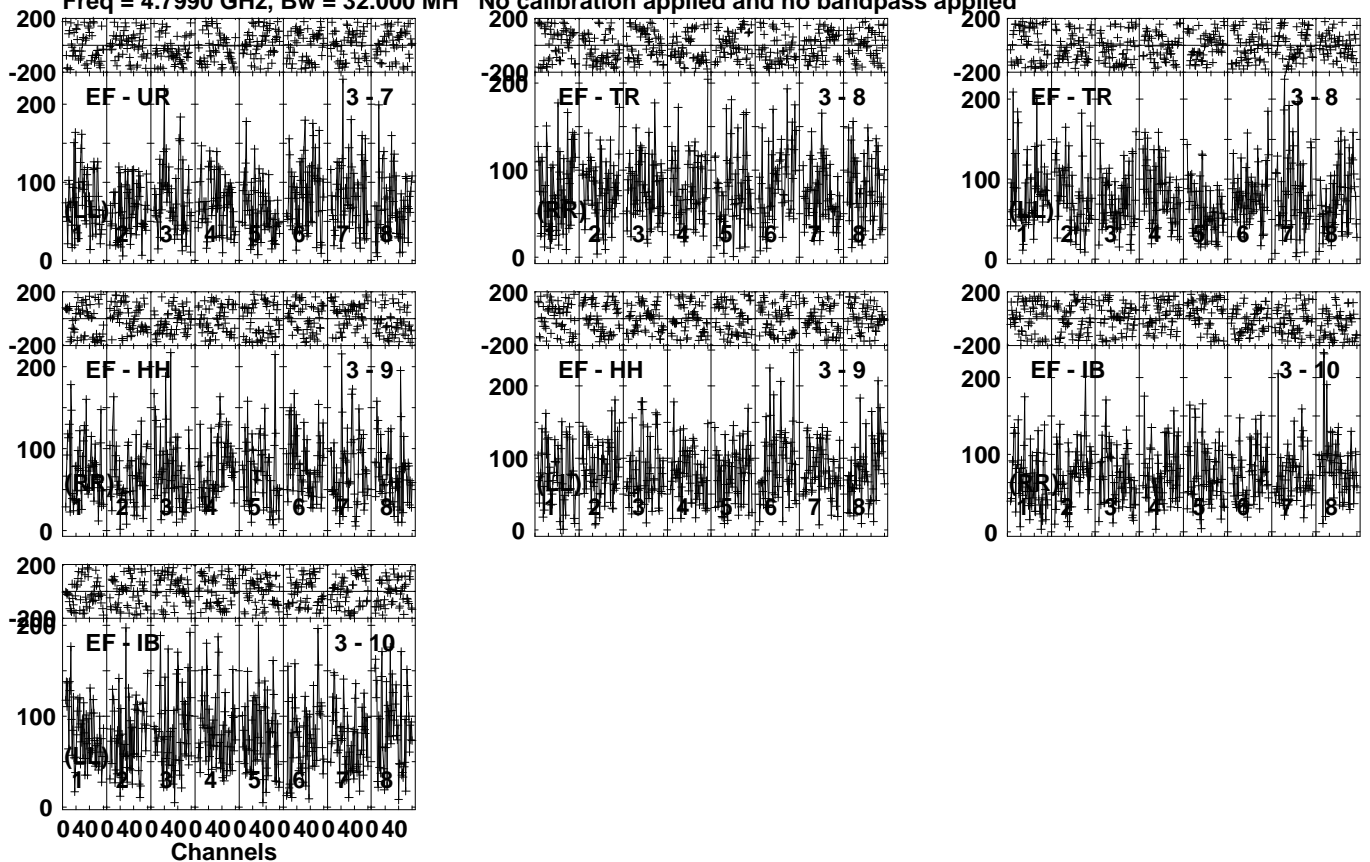 Freq = 4.7990 GHz, Bw = 32.000 MH No calibration applied and no bandpass applied
200 200 200
-200 -200 -200
EF - UR 3 - 7 EF - TR 3 - 8 EF - TR 3 - 8
200 200 200
100 100 100
(LL) (RR) (LL)
1 2 3 4 5 6 7 8 1 2 3 4 5 6 7 8 1 2 3 4 5 6 7 8
0 0 0
200 200 200
-200 -200 -200
EF - HH 3 - 9 EF - HH 3 - 9 EF - IB 3 - 10
200 200 200
100 100 100
(RR) (LL) (RR)
1 2 3 4 5 6 7 8 1 2 3 4 5 6 7 8 1 2 3 4 5 6 7 8
0 0 0
200
-200
200
EF - IB 3 - 10
100
(LL)
1 2 3 4 5 6 7 8
0
0 40 0 40 0 40 0 40 0 40 0 40 0 40 0 40
Channels